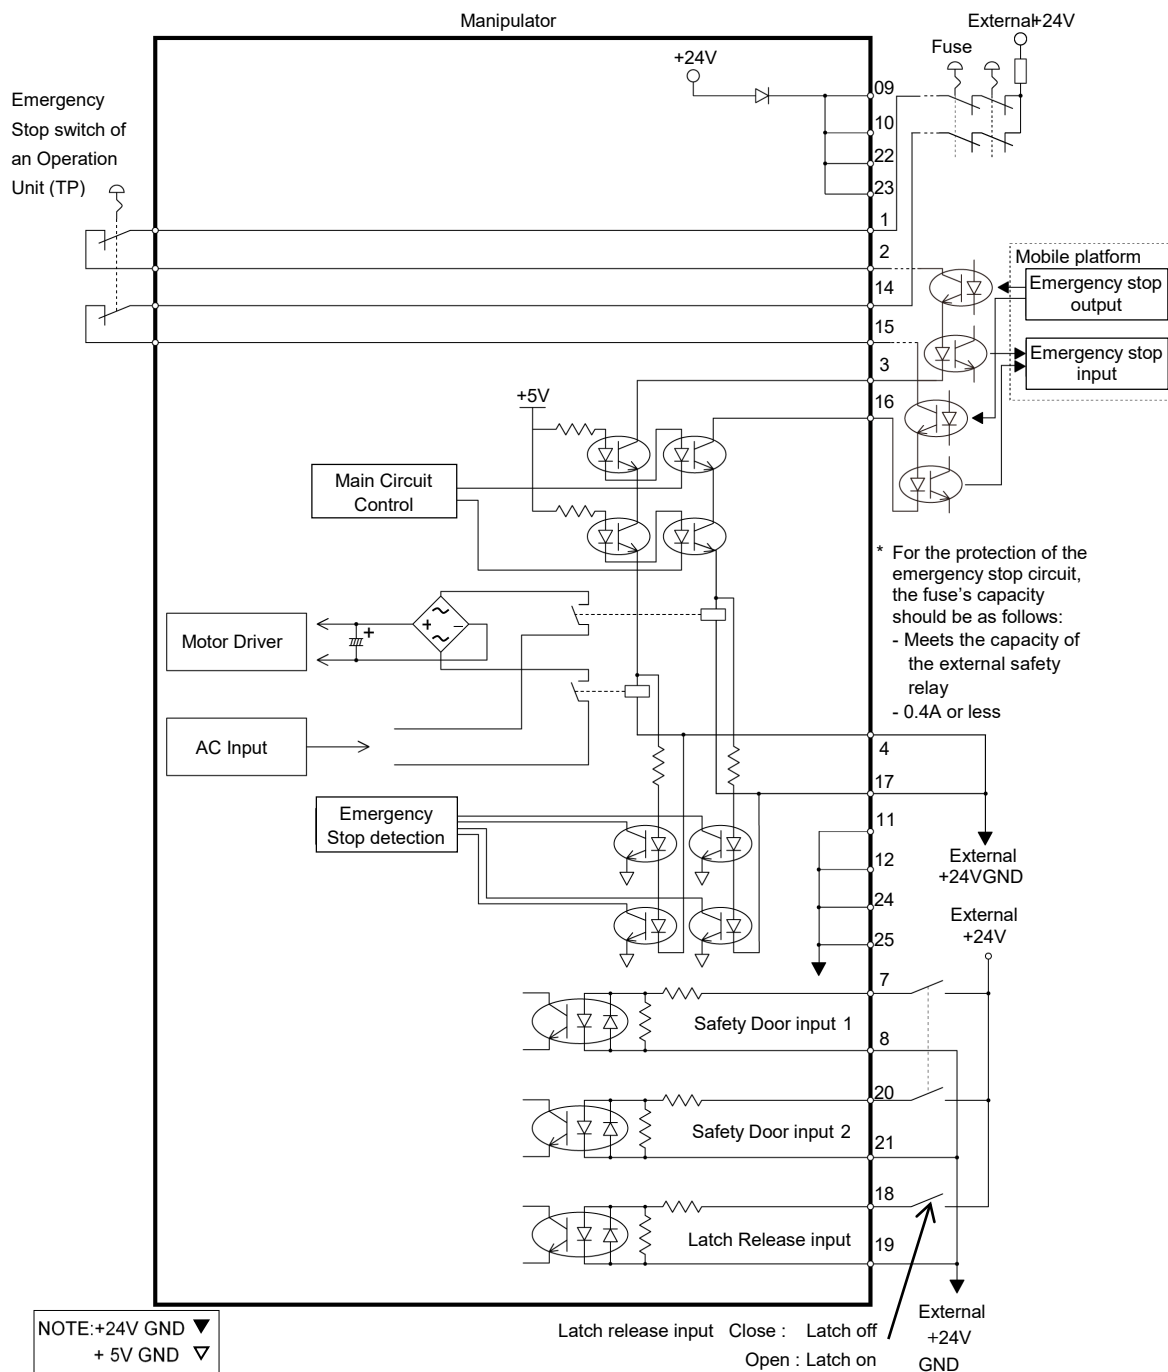 Manipulator
External+24V
Fuse
+24V
Emergency
Stop switch of
an Operation
Unit (TP)
09
10
22
23
1
2
14
15
3
16
Mobile platform
Emergency stop
output
Emergency stop
input
+5V
Main Circuit
Control
* For the protection of the
emergency stop circuit,
the fuse's capacity
should be as follows:
- Meets the capacity of
the external safety
relay
- 0.4A or less
Motor Driver
+
−
+
AC Input
4
17
Emergency
Stop detection
11
12
24
25
External
+24VGND
External
+24V
7
Safety Door input 1
8
20
Safety Door input 2
21
18
Latch Release input
19
NOTE:+24V GND ▼
+ 5V GND ▽
Latch release input Close : Latch off
Open : Latch on
External
+24V
GND